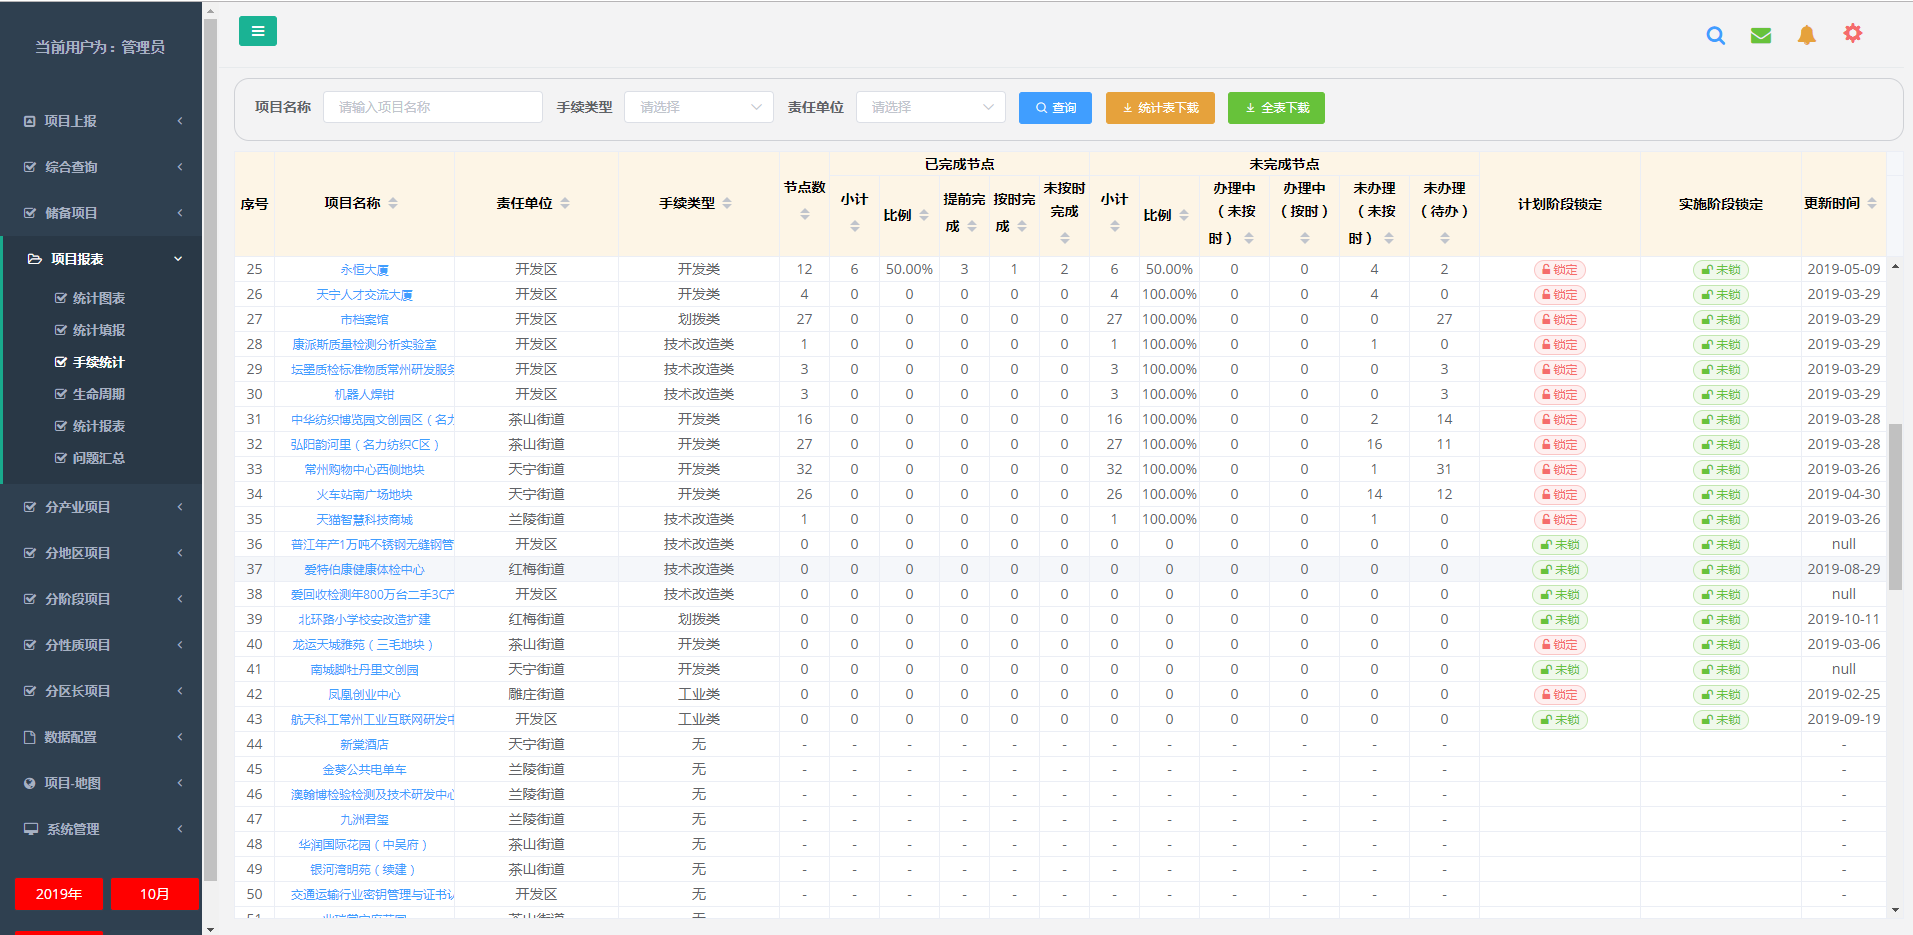 当前用户为：管理员
项目上报
综合查询
储备项目
项目报表
统计图表
统计填报
手续统计
生命周期
统计报表
问题汇总
分产业项目
分地区项目
分阶段项目
分性质项目
分区长项目
数据配置
项目-地图
系统管理
2019年 10月
项目名称 请输入项目名称 手续类型 请选择 责任单位 请选择 查询 统计表下载 全表下载
序号 项目名称 责任单位 手续类型 节点数 已完成节点 未完成节点 计划阶段锁定 实施阶段锁定 更新时间
小计 比例 提前完成 按时完成 未按时完成 小计 比例 办理中（未按时） 办理中（按时） 未办理（未按时） 未办理（待办）
25 永恒大厦 开发区 开发类 12 6 50.00% 3 1 2 6 50.00% 0 0 4 2 锁定 未锁 2019-05-09
26 天宁人才交流大厦 开发区 开发类 4 0 0 0 0 0 4 100.00% 0 0 4 0 锁定 未锁 2019-03-29
27 市档案馆 开发区 划拨类 27 0 0 0 0 0 27 100.00% 0 0 0 27 锁定 未锁 2019-03-29
28 康派斯质量检测分析实验室 开发区 技术改造类 1 0 0 0 0 0 1 100.00% 0 0 1 0 锁定 未锁 2019-03-29
29 坛墨质检标准物质常州研发服务 开发区 技术改造类 3 0 0 0 0 0 3 100.00% 0 0 0 3 锁定 未锁 2019-03-29
30 机器人焊钳 开发区 技术改造类 3 0 0 0 0 0 3 100.00% 0 0 0 3 锁定 未锁 2019-03-29
31 中华纺织博览园文创园区（名力 茶山街道 开发类 16 0 0 0 0 0 16 100.00% 0 0 2 14 锁定 未锁 2019-03-28
32 弘阳韵河里（名力纺织C区） 茶山街道 开发类 27 0 0 0 0 0 27 100.00% 0 0 16 11 锁定 未锁 2019-03-28
33 常州购物中心西侧地块 天宁街道 开发类 32 0 0 0 0 0 32 100.00% 0 0 1 31 锁定 未锁 2019-03-26
34 火车站南广场地块 天宁街道 开发类 26 0 0 0 0 0 26 100.00% 0 0 14 12 锁定 未锁 2019-04-30
35 天猫智慧科技商城 兰陵街道 技术改造类 1 0 0 0 0 0 1 100.00% 0 0 1 0 锁定 未锁 2019-03-26
36 普江年产1万吨不锈钢无缝钢管 开发区 技术改造类 0 0 0 0 0 0 0 0 0 0 0 0 未锁 未锁 null
37 爱特伯康健康体检中心 红梅街道 技术改造类 0 0 0 0 0 0 0 0 0 0 0 0 未锁 未锁 2019-08-29
38 爱回收检测年800万台二手3C产 开发区 技术改造类 0 0 0 0 0 0 0 0 0 0 0 0 未锁 未锁 null
39 北环路小学校安改造扩建 红梅街道 划拨类 0 0 0 0 0 0 0 0 0 0 0 0 未锁 未锁 2019-10-11
40 龙运天城雅苑（三毛地块） 茶山街道 开发类 0 0 0 0 0 0 0 0 0 0 0 0 锁定 未锁 2019-03-06
41 南城脚牡丹里文创园 天宁街道 开发类 0 0 0 0 0 0 0 0 0 0 0 0 未锁 未锁 null
42 凤凰创业中心 雕庄街道 工业类 0 0 0 0 0 0 0 0 0 0 0 0 锁定 未锁 2019-02-25
43 航天科工常州工业互联网研发中 开发区 工业类 0 0 0 0 0 0 0 0 0 0 0 0 未锁 未锁 2019-09-19
44 新棠酒店 天宁街道 无 - - - - - - - - - - - - -
45 金葵公共电单车 兰陵街道 无 - - - - - - - - - - - - -
46 澳翰博检验检测及技术研发中心 兰陵街道 无 - - - - - - - - - - - - -
47 九洲君玺 兰陵街道 无 - - - - - - - - - - - - -
48 华润国际花园（中吴府） 茶山街道 无 - - - - - - - - - - - - -
49 银河湾明苑（续建） 茶山街道 无 - - - - - - - - - - - - -
50 交通运输行业密钥管理与证书认 开发区 无 - - - - - - - - - - - - -
51 茶山街道 无